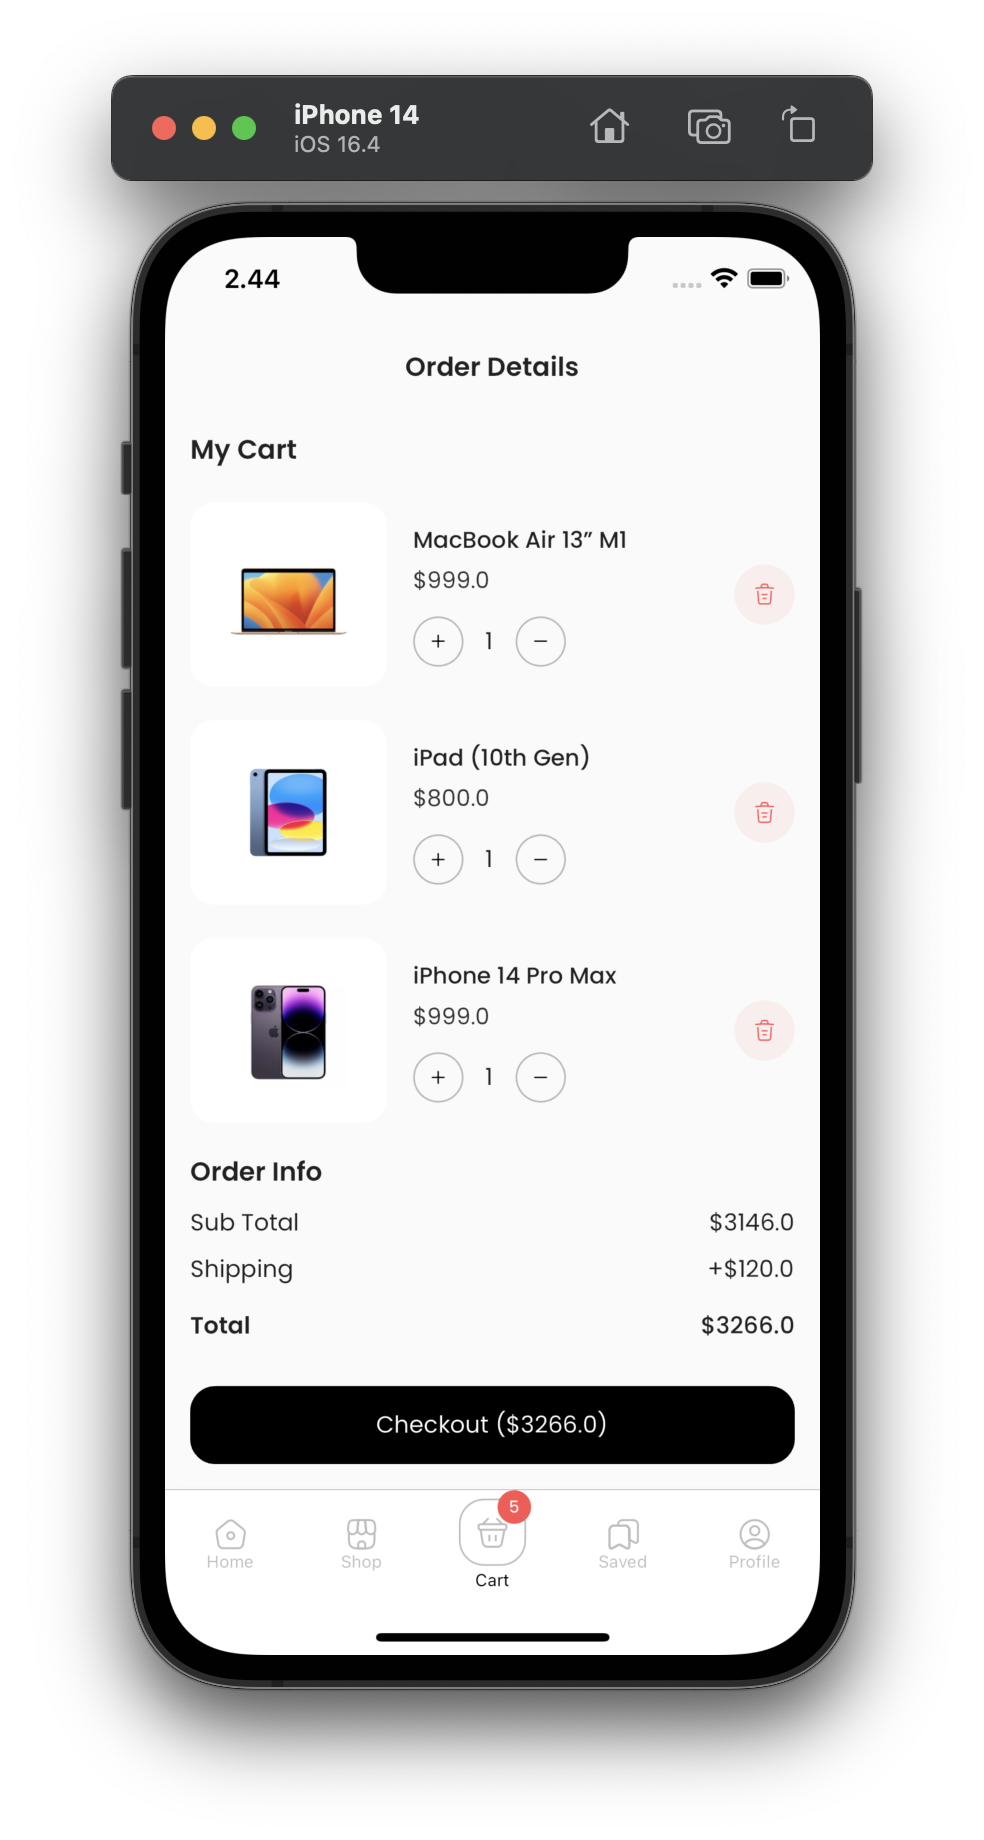 iPhone 14
iOS 16.4
2.44
Order Details
My Cart
MacBook Air 13” M1
$999.0
+ 1 −
iPad (10th Gen)
$800.0
+ 1 −
iPhone 14 Pro Max
$999.0
+ 1 −
Order Info
Sub Total $3146.0
Shipping +$120.0
Total $3266.0
Checkout ($3266.0)
5
Home Shop Cart Saved Profile